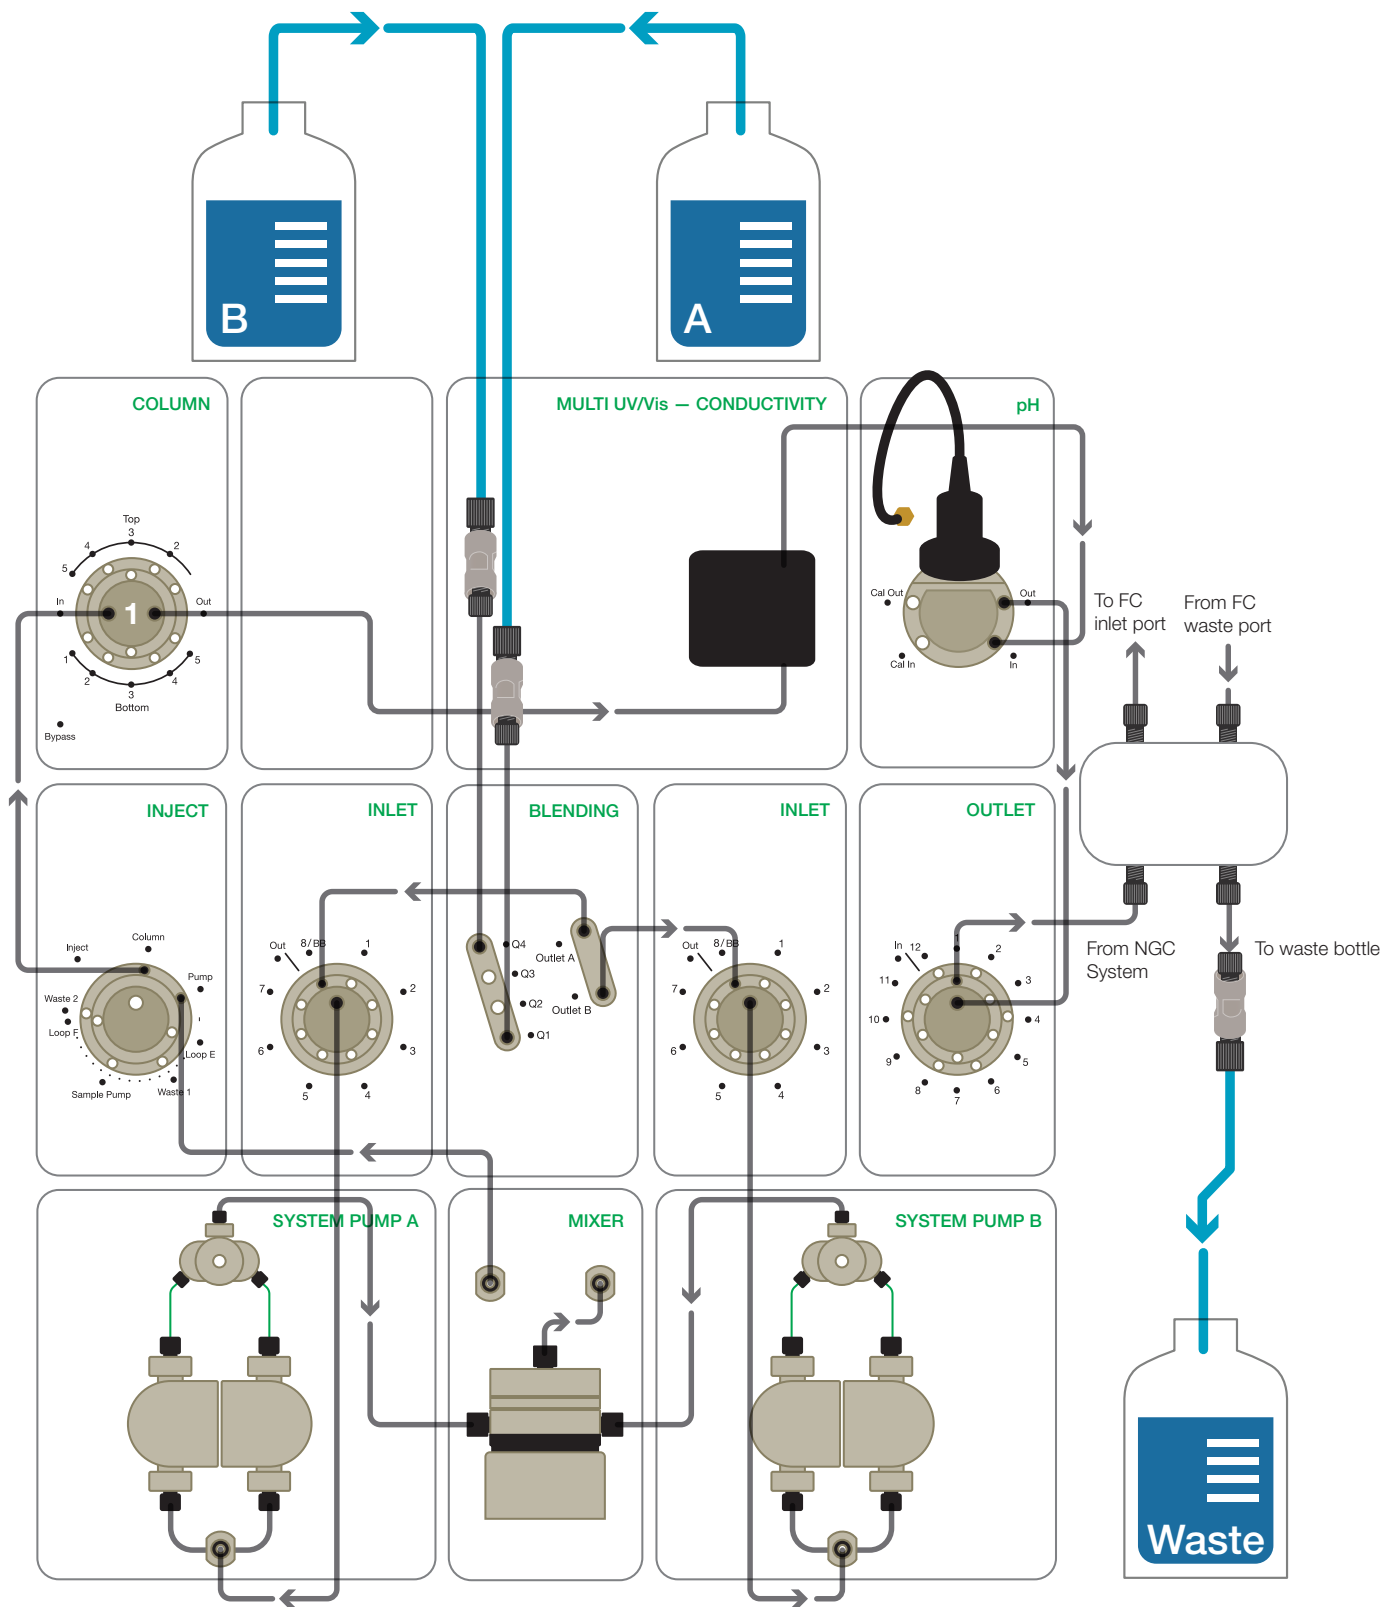 B
A
COLUMN
MULTI UV/Vis — CONDUCTIVITY
pH
Top
3
4
2
5
In
1
Out
1
5
2
4
3
Bottom
Bypass
Cal Out
Out
Cal In
In
To FC
inlet port
From FC
waste port
INJECT
INLET
BLENDING
INLET
OUTLET
Column
Inject
Pump
Waste 2
Loop F
Loop E
Sample Pump
Waste 1
Out
8/BB
1
7
2
6
3
5
4
Q4
Outlet A
Q3
Outlet B
Q2
Q1
Out
8/BB
1
7
2
6
3
5
4
In
12
1
2
11
3
10
4
9
5
8
6
7
From NGC
System
To waste bottle
SYSTEM PUMP A
MIXER
SYSTEM PUMP B
Waste